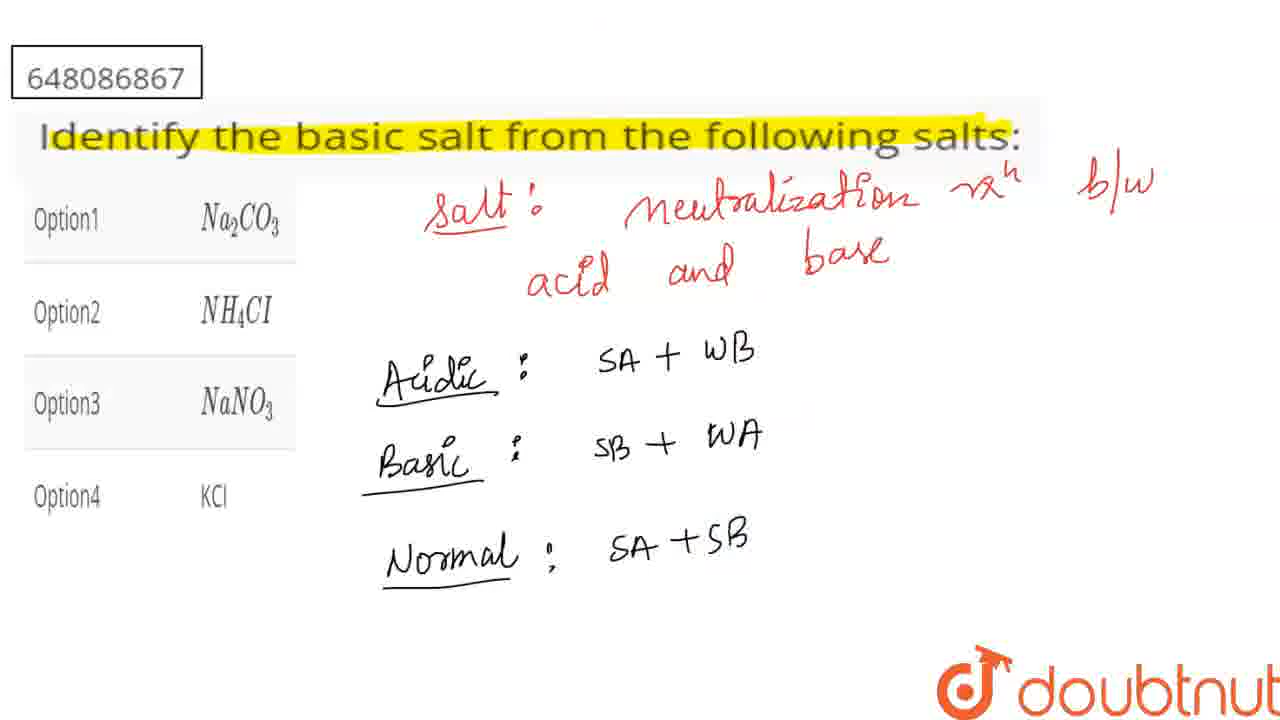 648086867
Identify the basic salt from the following salts:
Option1 Na₂CO₃
Salt : neutralization rxⁿ b/w
acid and base
Option2 NH₄Cl
Acidic : SA + WB
Option3 NaNO₃
Basic : SB + WA
Option4 KCl
Normal : SA + SB
doubtnut